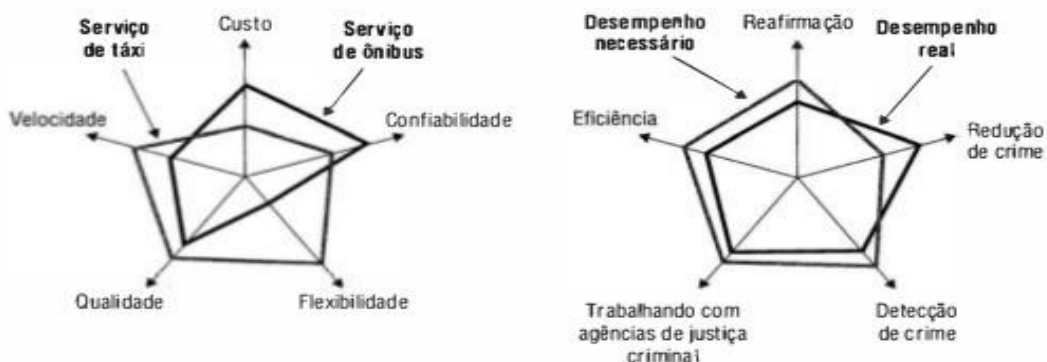 Custo
Serviço
de táxi
Serviço
de ônibus
Velocidade
Confiabilidade
Qualidade
Flexibilidade
Desempenho
necessário
Reafirmação
Desempenho
real
Eficiência
Redução
de crime
Trabalhando com
agências de justiça
criminal
Detecção
de crime